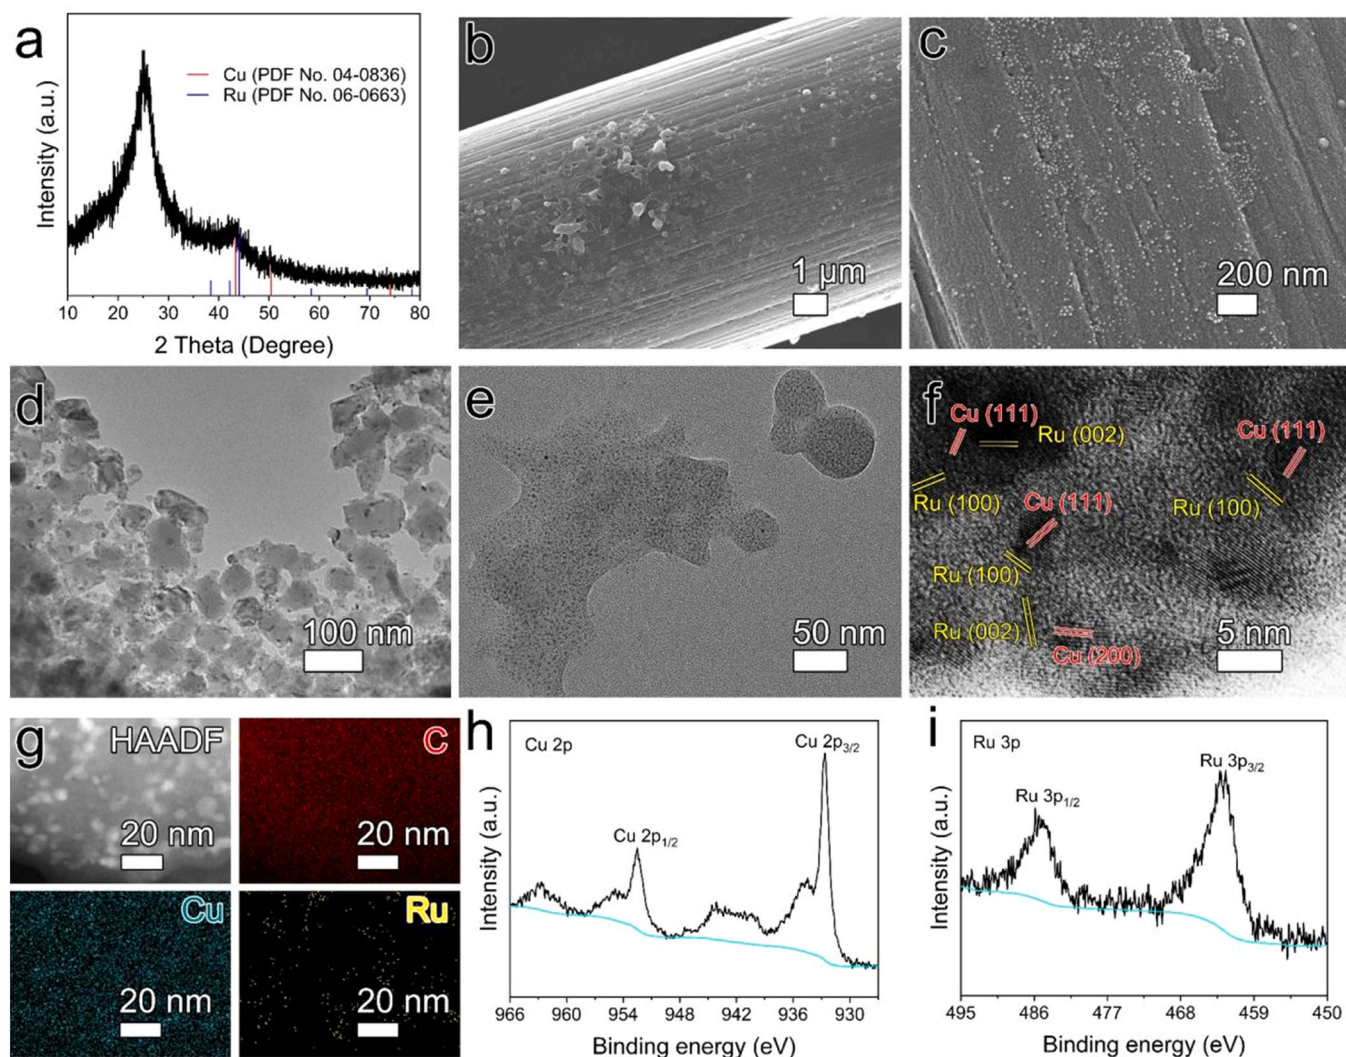 a
Cu (PDF No. 04-0836)
Ru (PDF No. 06-0663)
Intensity (a.u.)
10 20 30 40 50 60 70 80
2 Theta (Degree)
b
1 μm
c
200 nm
d
100 nm
e
50 nm
f
Cu (111)
Ru (002)
Cu (111)
Ru (100)
Cu (111)
Ru (100)
Ru (100)
Ru (002)
Cu (200)
5 nm
g
HAADF
20 nm
C
20 nm
Cu
20 nm
Ru
20 nm
h
Cu 2p
Cu 2p3/2
Cu 2p1/2
Intensity (a.u.)
966 960 954 948 942 936 930
Binding energy (eV)
i
Ru 3p
Ru 3p3/2
Ru 3p1/2
Intensity (a.u.)
495 486 477 468 459 450
Binding energy (eV)